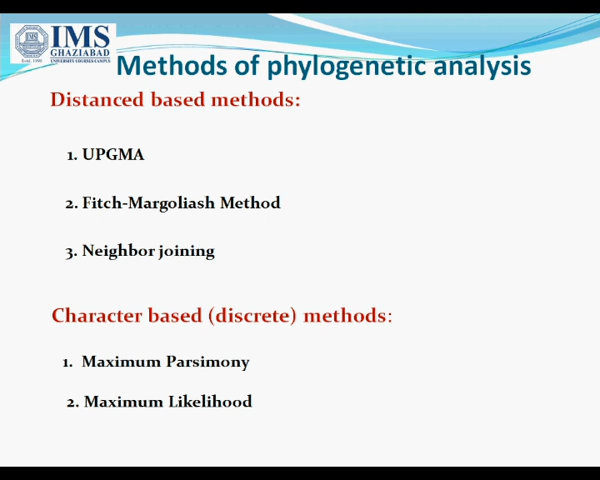 IMS
GHAZIABAD
UNIVERSITY COURSES CAMPUS
Estd. 1990
Methods of phylogenetic analysis
Distanced based methods:
1. UPGMA
2. Fitch-Margoliash Method
3. Neighbor joining
Character based (discrete) methods:
1. Maximum Parsimony
2. Maximum Likelihood